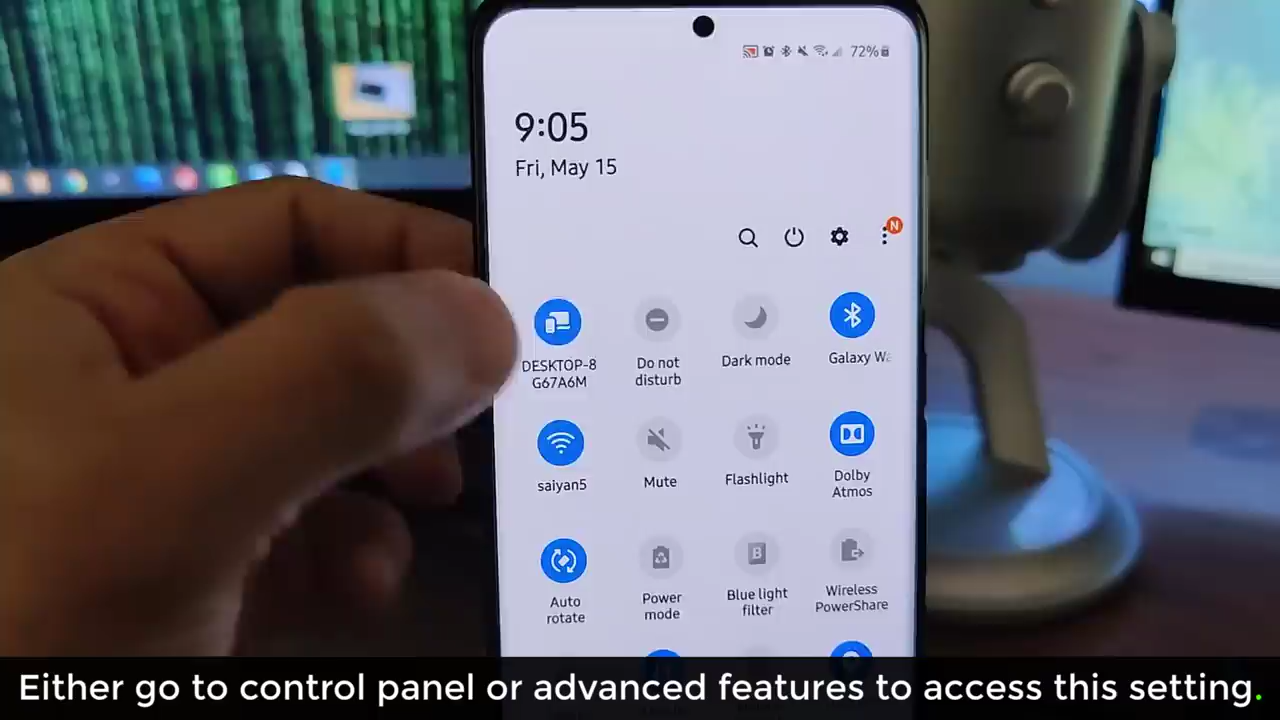 72%
9:05
Fri, May 15
N
DESKTOP-8
G67A6M
Do not
disturb
Dark mode
Galaxy Wa
saiyan5
Mute
Flashlight
Dolby
Atmos
Auto
rotate
Power
mode
B
Blue light
filter
Wireless
PowerShare
Either go to control panel or advanced features to access this setting.